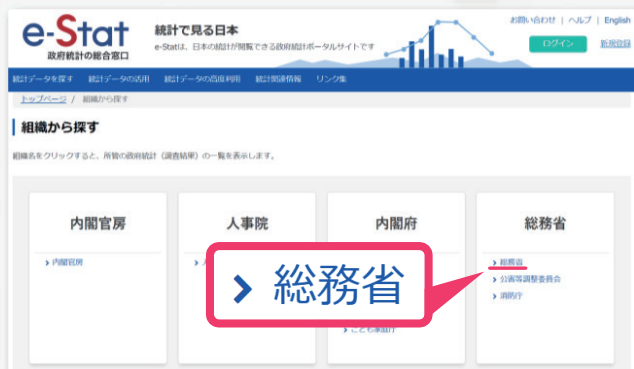 e-Stat
政府統計の総合窓口
統計で見る日本
e-Statは、日本の統計が閲覧できる政府統計ポータルサイトです
お問い合わせ | ヘルプ | English
ログイン
新規登録
統計データを探す 統計データの活用 統計データの高度利用 統計関連情報 リンク集
トップページ / 組織から探す
組織から探す
組織名をクリックすると、所管の政府統計（調査結果）の一覧を表示します。
内閣官房
› 内閣官房
人事院
›
内閣府
› こども家庭庁
総務省
› 総務省
› 公害等調整委員会
› 消防庁
› 総務省